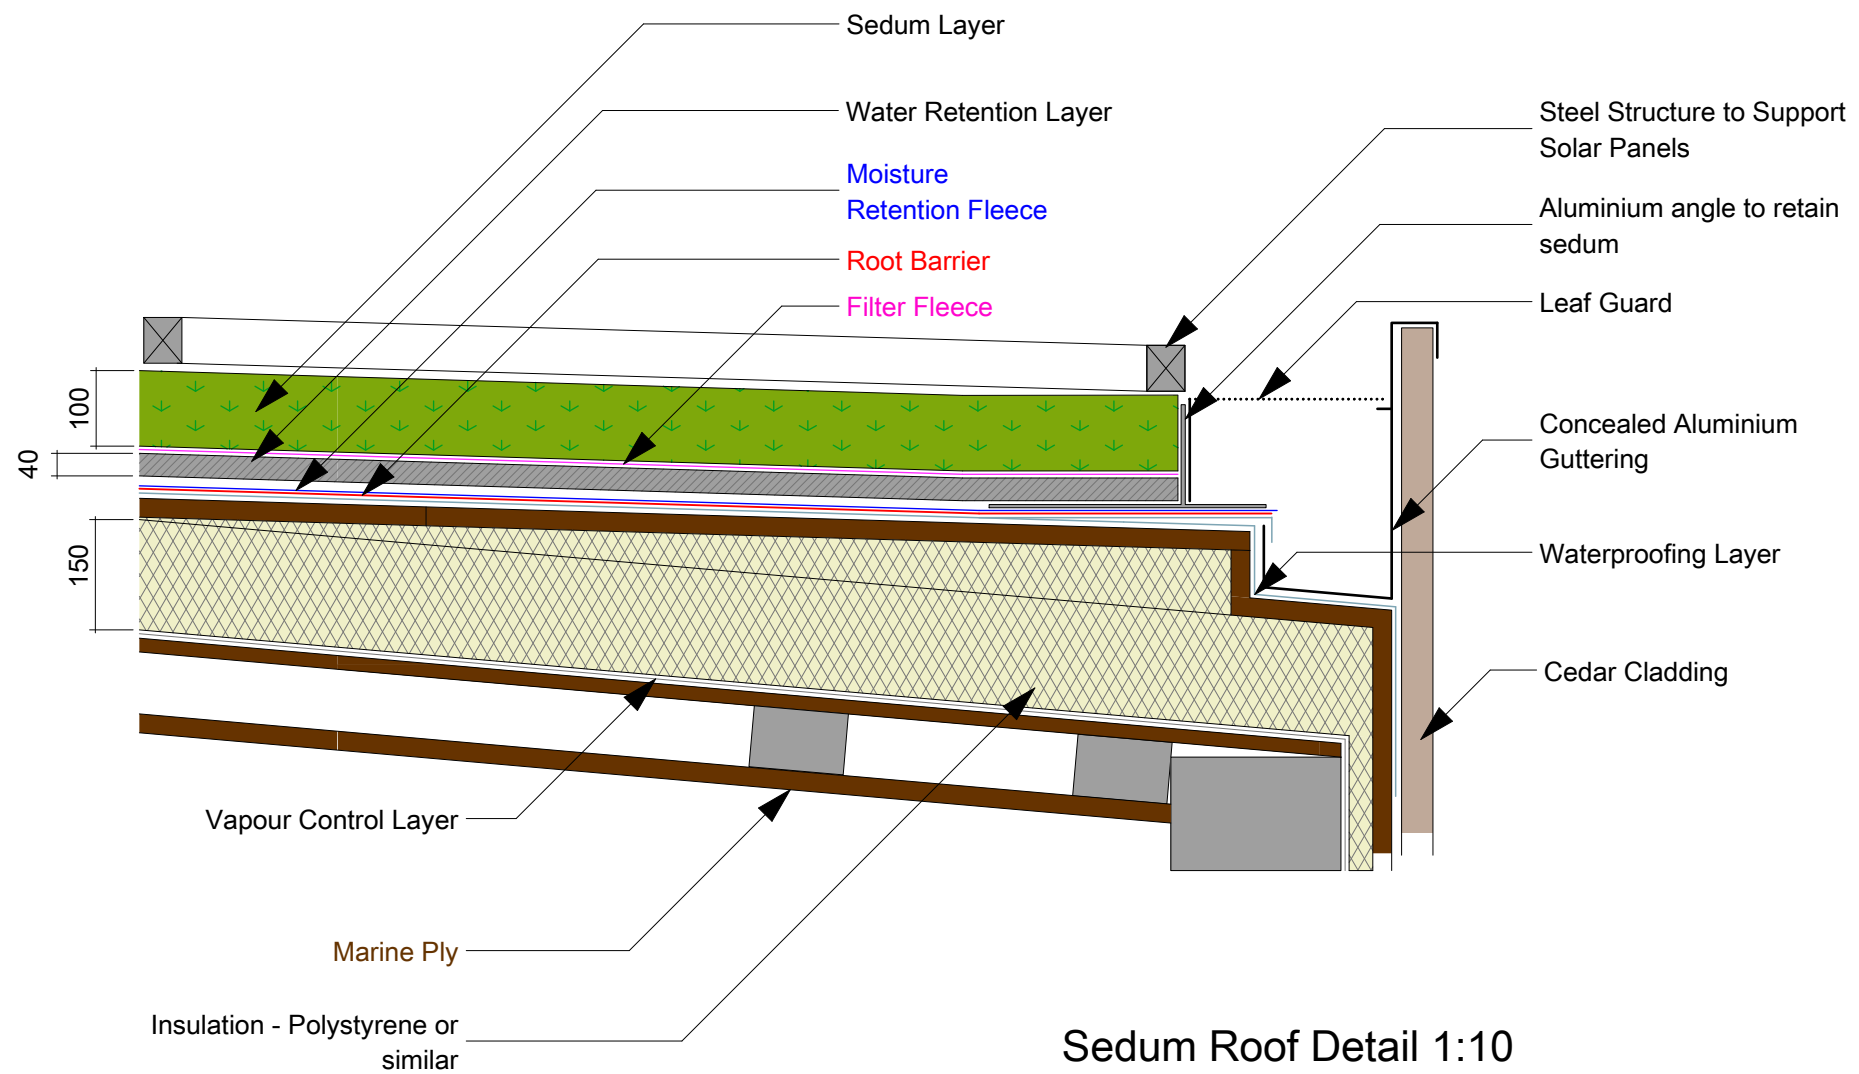 Sedum Layer
Water Retention Layer
Moisture
Retention Fleece
Root Barrier
Filter Fleece
Steel Structure to Support
Solar Panels
Aluminium angle to retain
sedum
Leaf Guard
Concealed Aluminium
Guttering
Waterproofing Layer
Cedar Cladding
100
40
150
Vapour Control Layer
Marine Ply
Insulation - Polystyrene or
similar
Sedum Roof Detail 1:10